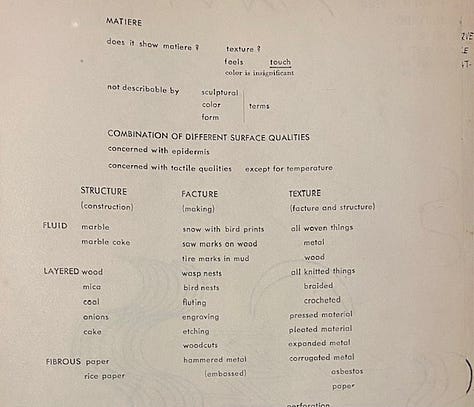 MATIERE
does it show matiere ? texture ?
feels touch
color is insignificant
not describable by sculptural
color terms
form
COMBINATION OF DIFFERENT SURFACE QUALITIES
concerned with epidermis
concerned with tactile qualities except for temperature
STRUCTURE FACTURE TEXTURE
(construction) (making) (facture and structure)
FLUID marble snow with bird prints all woven things
marble cake saw marks on wood metal
tire marks in mud wood
LAYERED wood wasp nests all knitted things
mica bird nests braided
coal fluting crocheted
onions engraving pressed material
cake etching pleated material
woodcuts expanded metal
FIBROUS paper hammered metal corrugated metal
rice paper (embossed) asbestos
paper
perforation